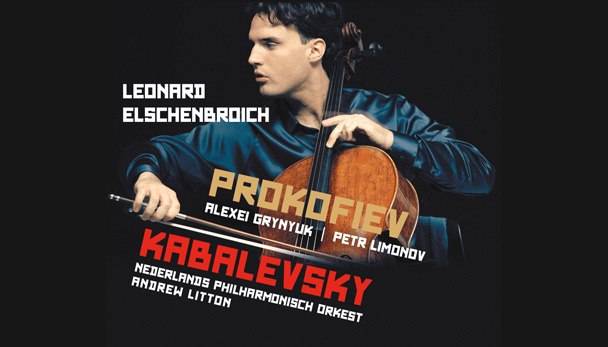 LEONARD
ELSCHENBROICH
PROKOFIEV
ALEXEI GRYNYUK | PETR LIMONOV
KABALEVSKY
NEDERLANDS PHILHARMONISCH ORKEST
ANDREW LITTON